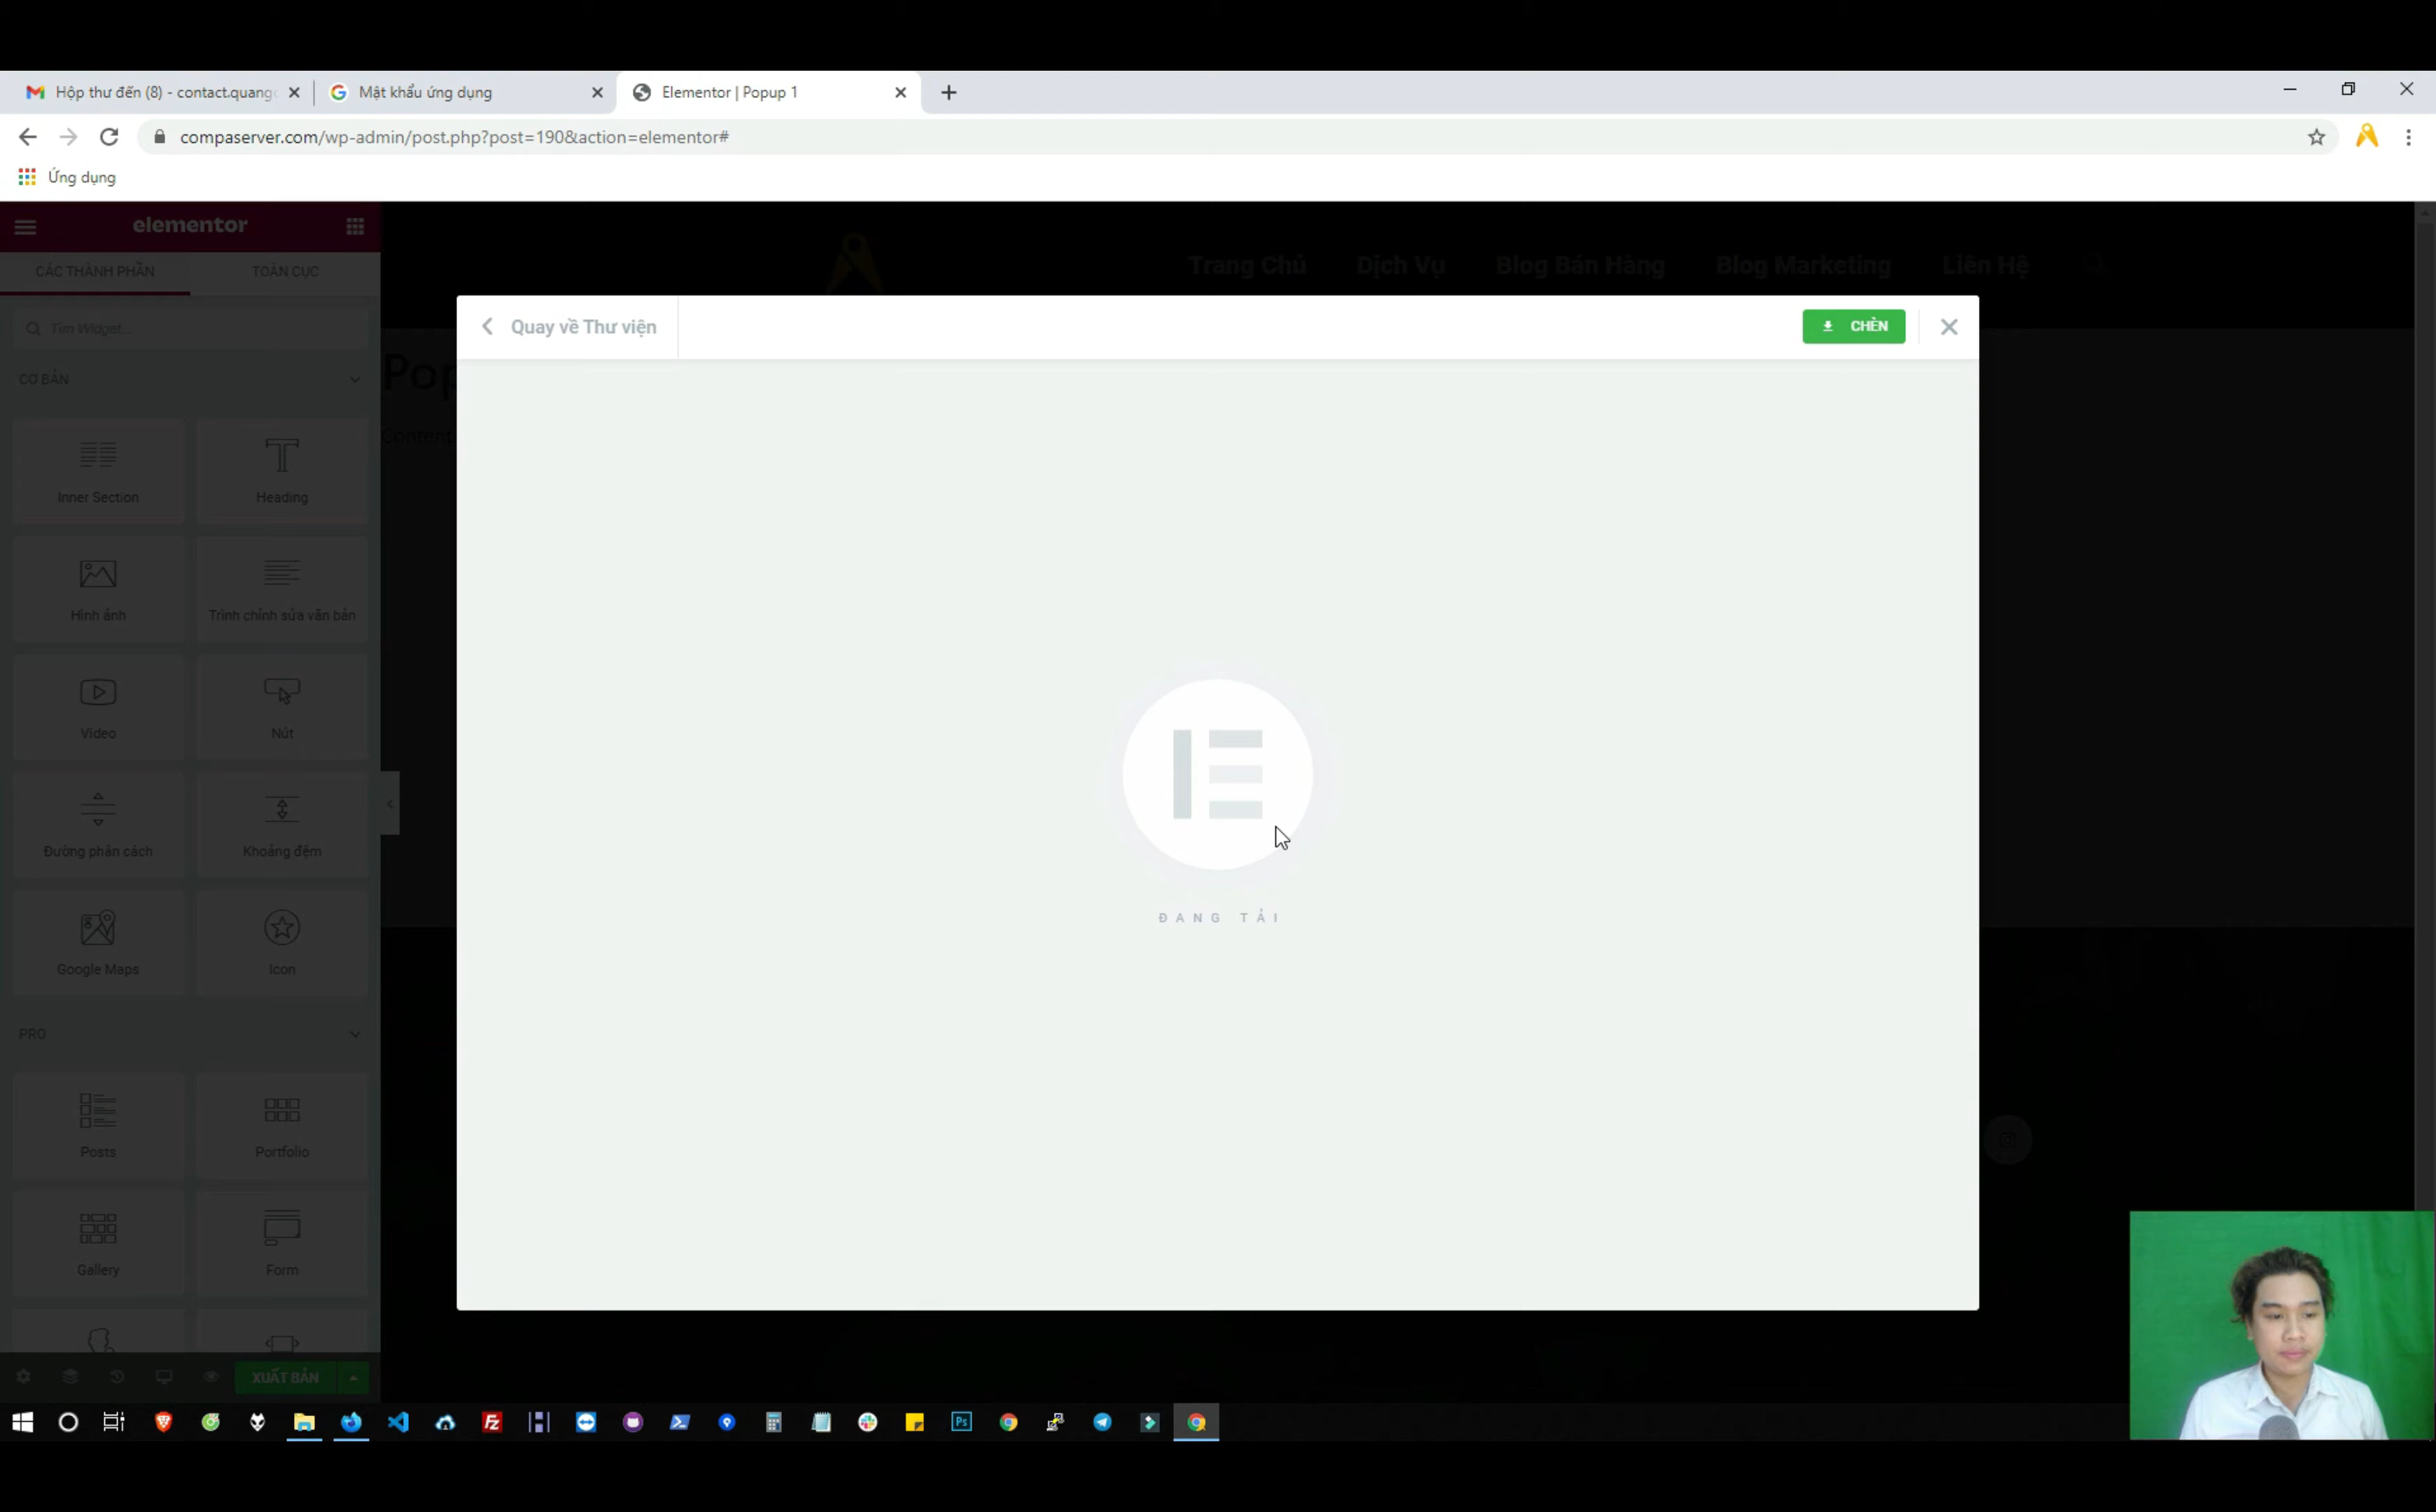 Hộp thư đến (8) - contact.quang
Mật khẩu ứng dụng
Elementor | Popup 1
compaserver.com/wp-admin/post.php?post=190&action=elementor#
Ứng dụng
elementor
CÁC THÀNH PHẦN
TOÀN CỤC
Trang Chủ
Dịch Vụ
Blog Bán Hàng
Blog Marketing
Liên Hệ
Tìm Widget...
Quay về Thư viện
CHÈN
CƠ BẢN
Pop
Content
Inner Section
Heading
Hình ảnh
Trình chỉnh sửa văn bản
Video
Nút
Đường phân cách
Khoảng đệm
ĐANG TẢI
Google Maps
Icon
PRO
Posts
Portfolio
Gallery
Form
XUẤT BẢN
Fz
Ps